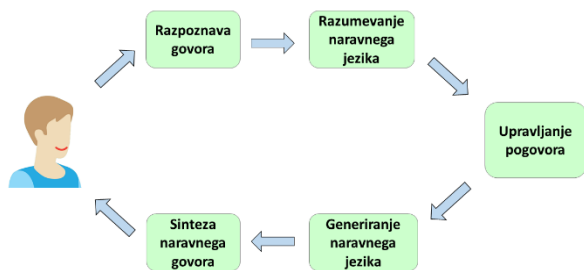 Razpoznava
govora
Razumevanje
naravnega
jezika
Upravljanje
pogovora
Generiranje
naravnega
jezika
Sinteza
naravnega
govora